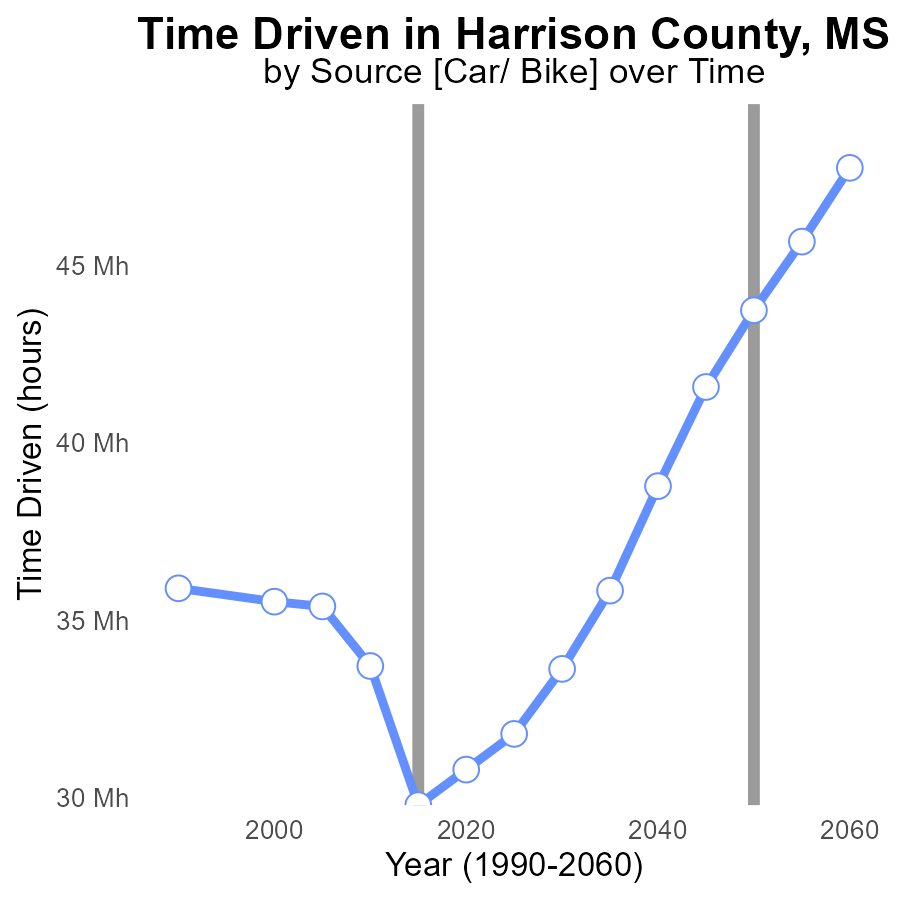 Time Driven in Harrison County, MS
by Source [Car/ Bike] over Time
Time Driven (hours)
45 Mh
40 Mh
35 Mh
30 Mh
2000
2020
2040
2060
Year (1990-2060)